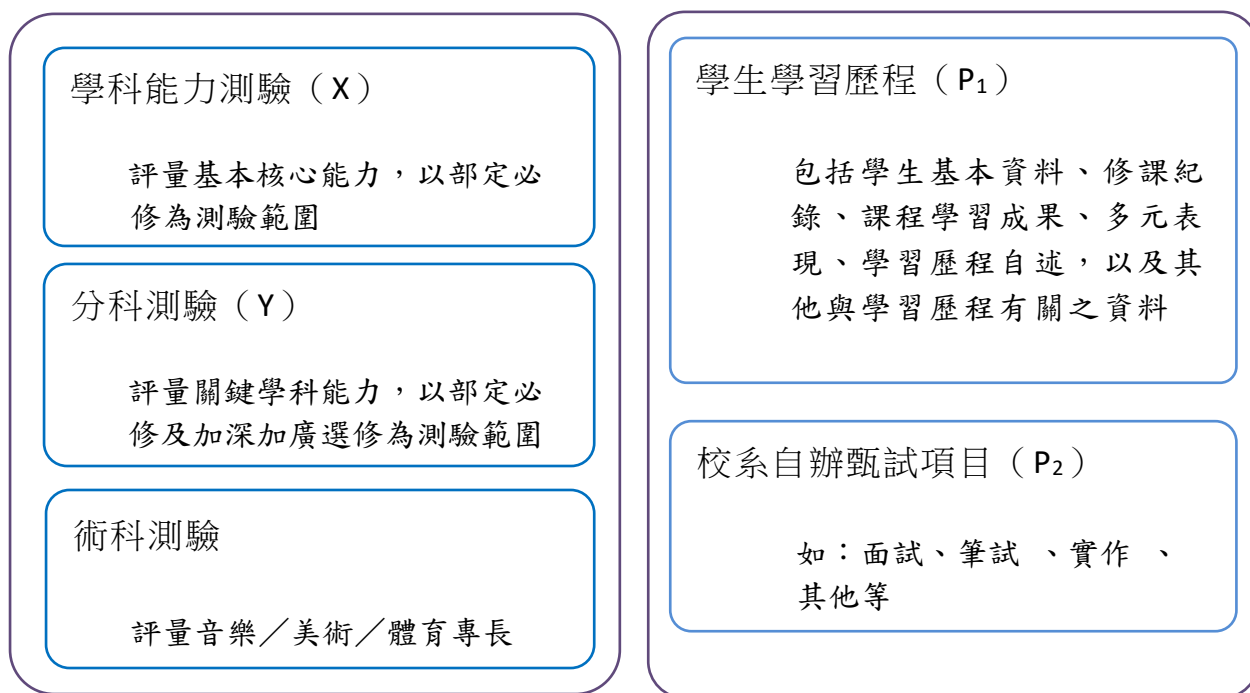 學科能力測驗（X）
評量基本核心能力，以部定必
修為測驗範圍
分科測驗（Y）
評量關鍵學科能力，以部定必
修及加深加廣選修為測驗範圍
術科測驗
評量音樂／美術／體育專長
學生學習歷程（P₁）
包括學生基本資料、修課紀
錄、課程學習成果、多元表
現、學習歷程自述，以及其
他與學習歷程有關之資料
校系自辦甄試項目（P₂）
如：面試、筆試 、實作 、
其他等